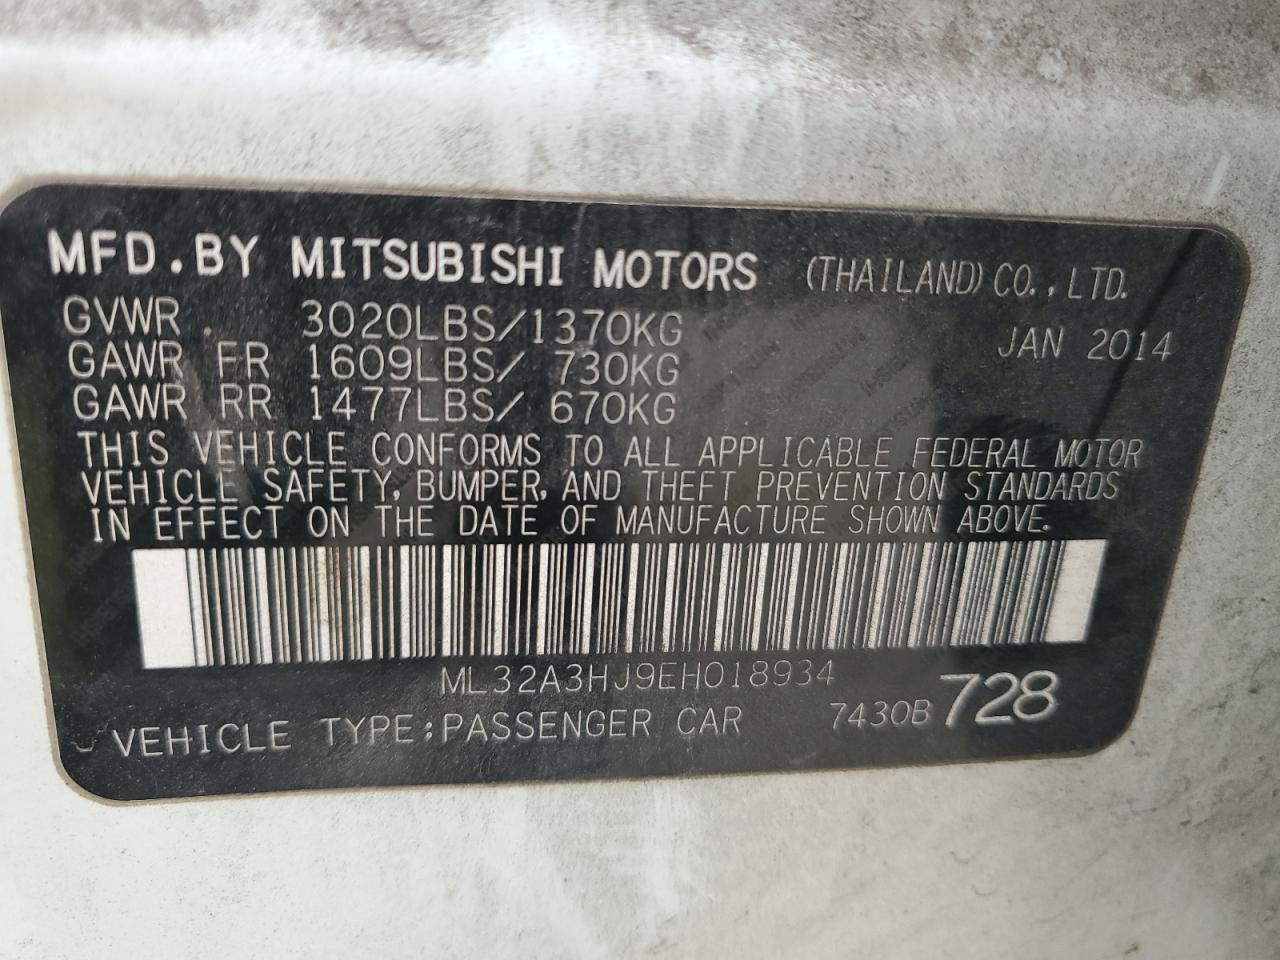 MFD.BY MITSUBISHI MOTORS (THAILAND) CO., LTD.
GVWR 3020LBS/1370KG JAN 2014
GAWR FR 1609LBS/ 730KG
GAWR RR 1477LBS/ 670KG
THIS VEHICLE CONFORMS TO ALL APPLICABLE FEDERAL MOTOR
VEHICLE SAFETY, BUMPER, AND THEFT PREVENTION STANDARDS
IN EFFECT ON THE DATE OF MANUFACTURE SHOWN ABOVE.
ML32A3HJ9EH018934
VEHICLE TYPE:PASSENGER CAR 7430B 728